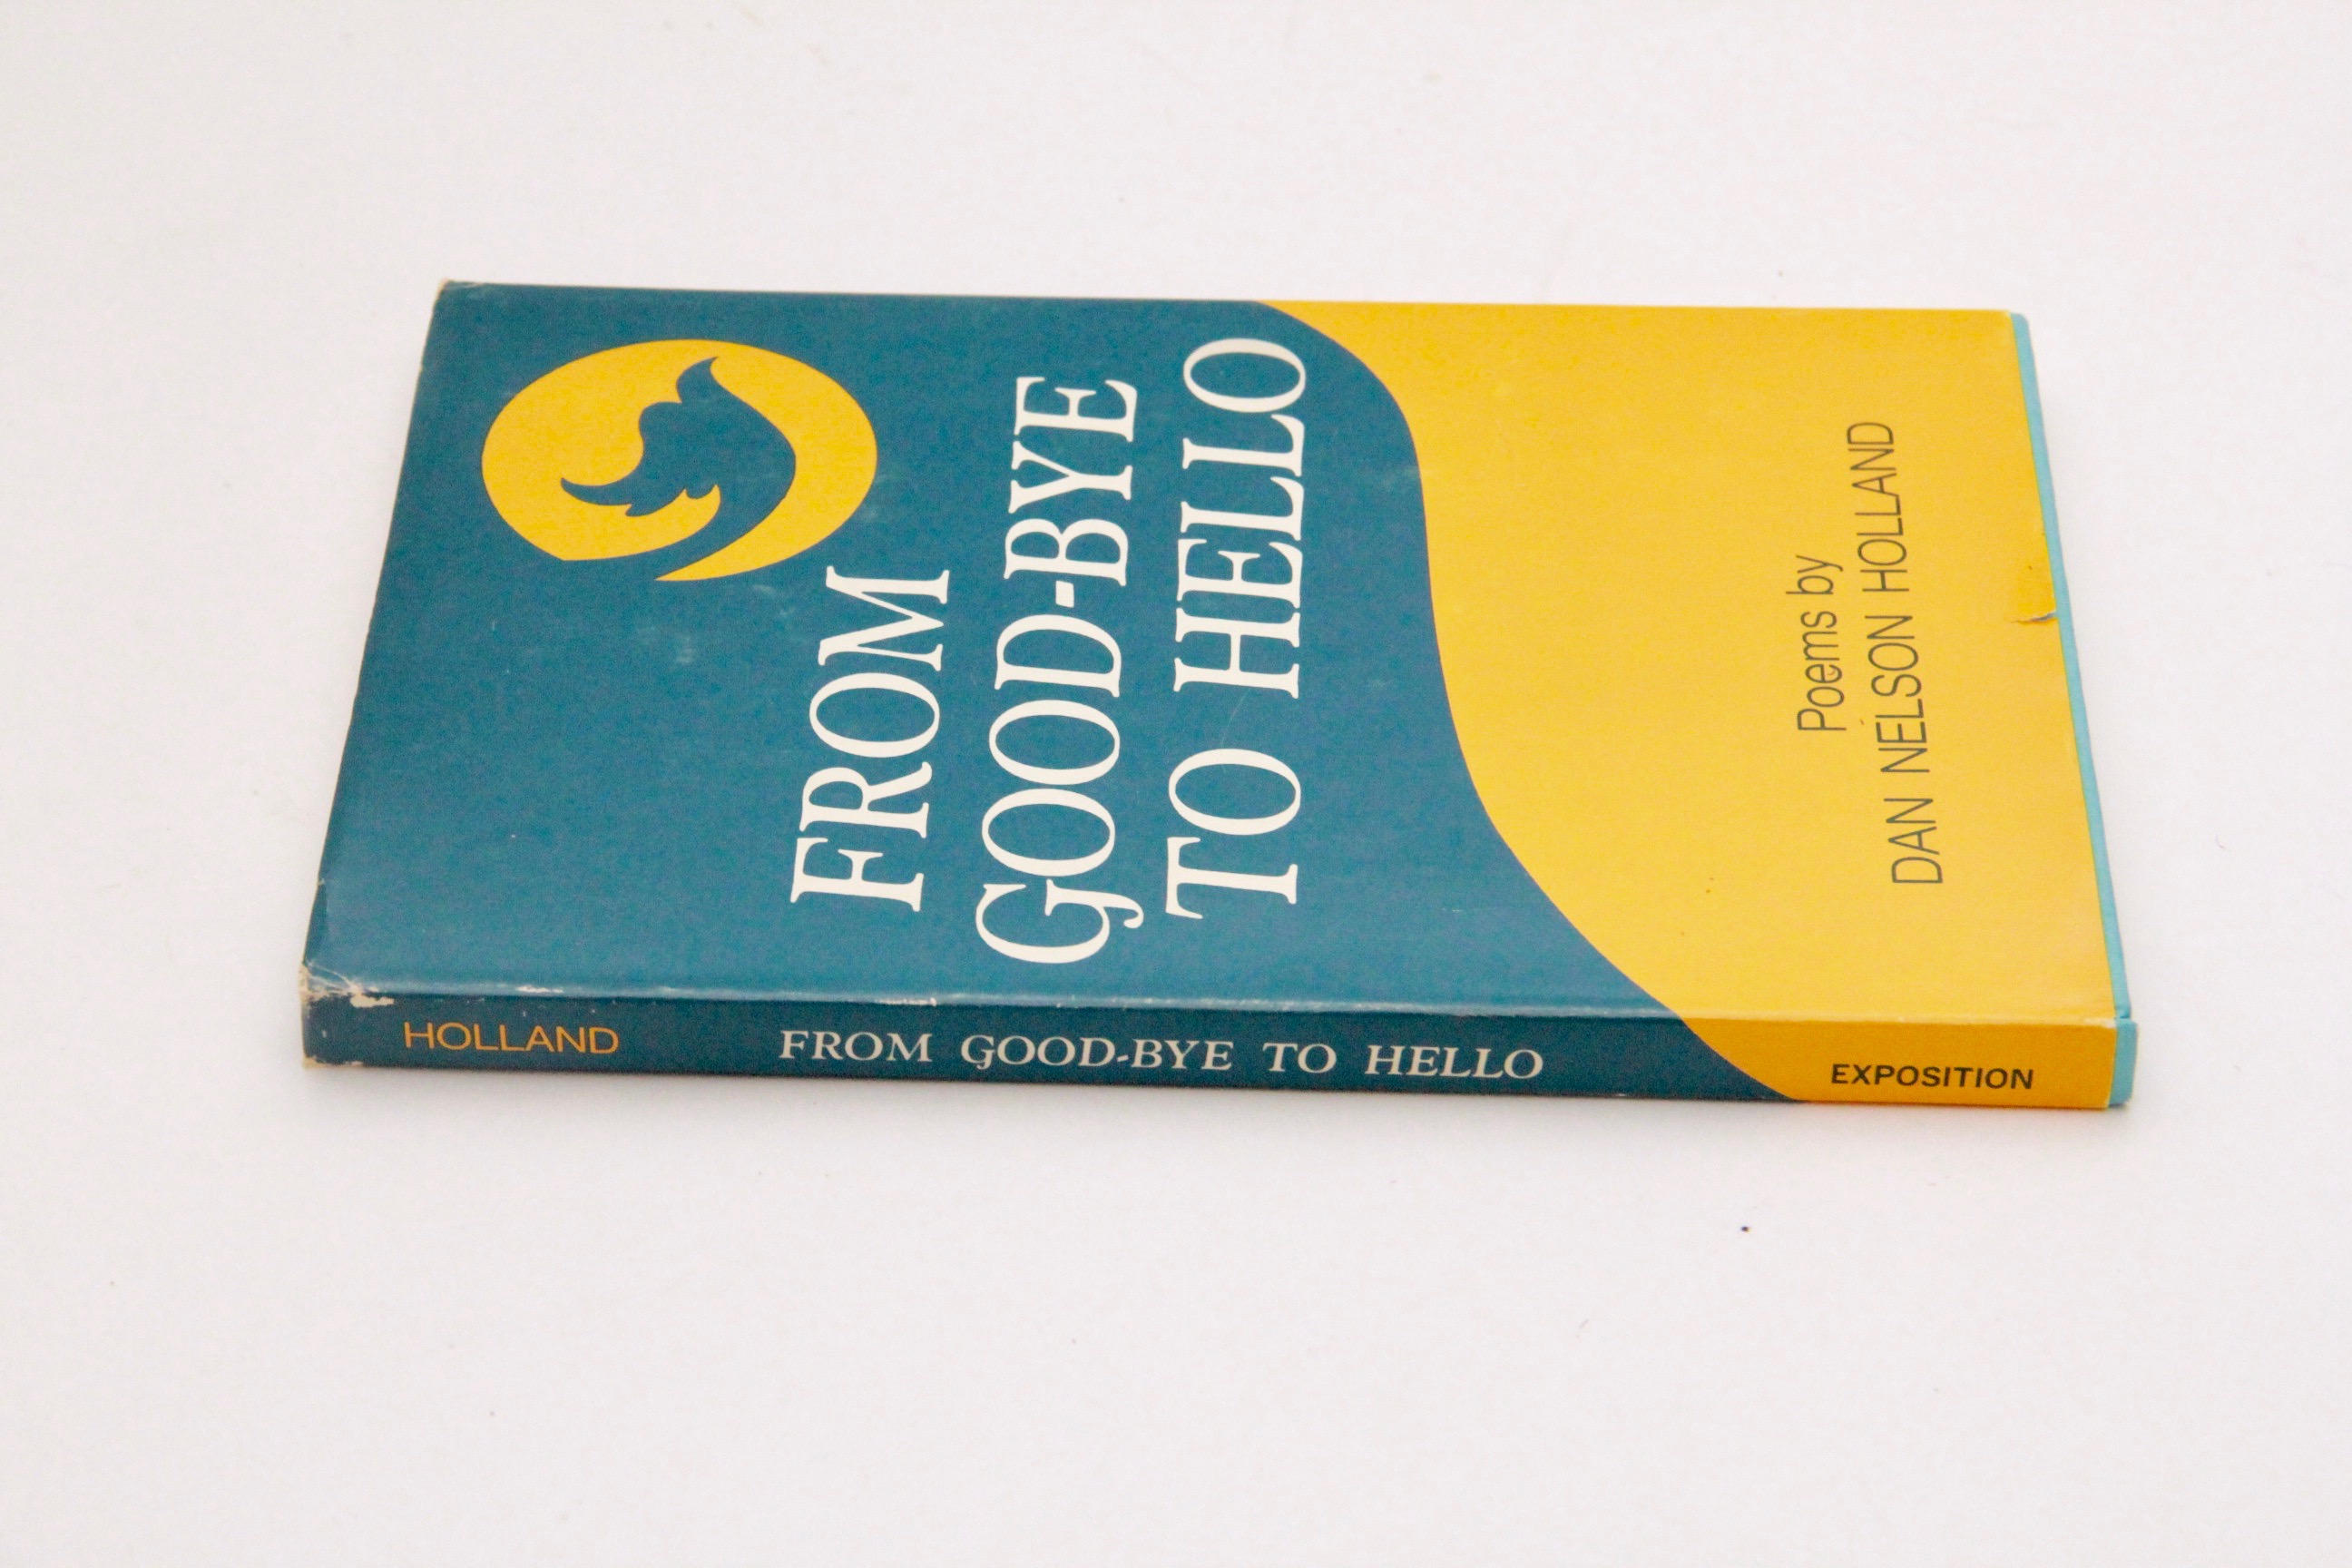 FROM
GOOD-BYE
TO HELLO
Poems by
DAN NELSON HOLLAND
HOLLAND
FROM GOOD-BYE TO HELLO
EXPOSITION